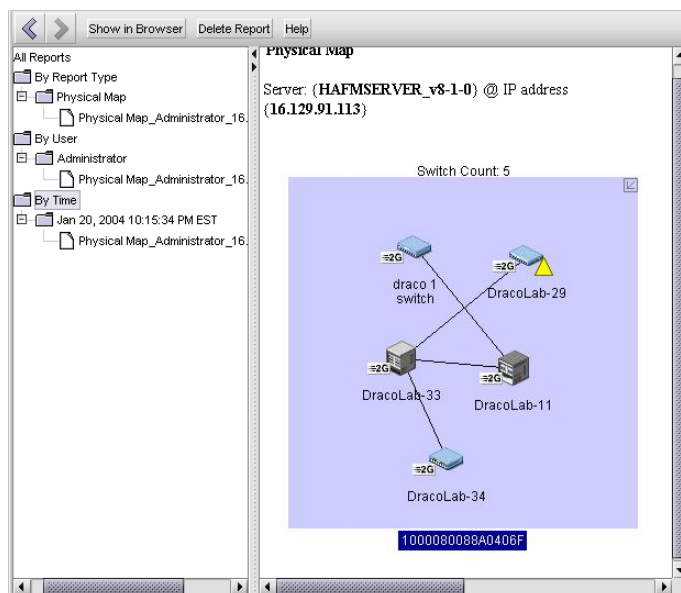 Show in Browser Delete Report Help
All Reports
By Report Type
Physical Map
Physical Map_Administrator_16.
By User
Administrator
Physical Map_Administrator_16.
By Time
Jan 20, 2004 10:15:34 PM EST
Physical Map_Administrator_16.
Physical Map
Server: {HAFMSERVER_v8-1-0} @ IP address
{16.129.91.113}
Switch Count: 5
=2G
draco 1
switch
=2G
DracoLab-29
=2G
DracoLab-33
=2G
DracoLab-11
=2G
DracoLab-34
1000080088A0406F